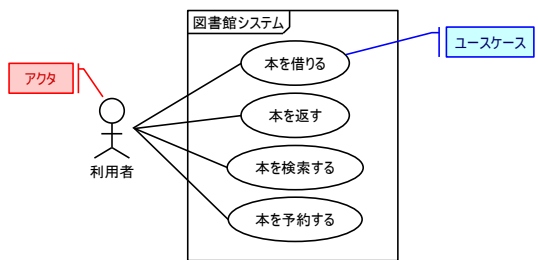 図書館システム
本を借りる
ユースケース
アクタ
本を返す
利用者
本を検索する
本を予約する